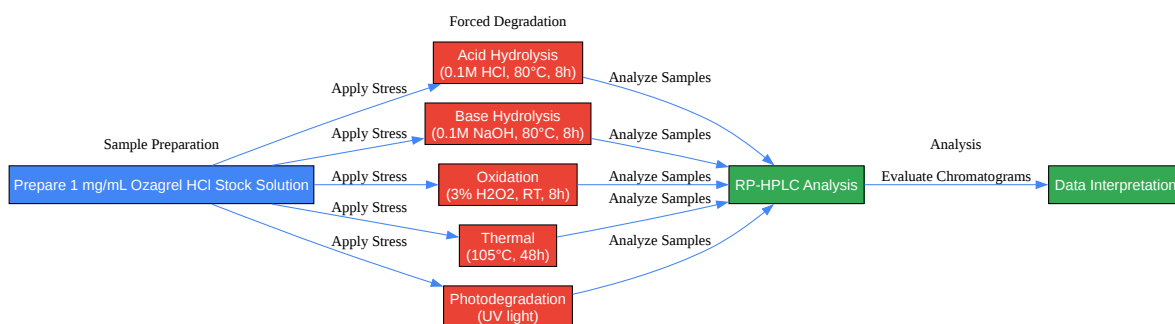 Forced Degradation
Acid Hydrolysis
(0.1M HCl, 80°C, 8h)
Apply Stress
Analyze Samples
Base Hydrolysis
(0.1M NaOH, 80°C, 8h)
Apply Stress
Analyze Samples
Sample Preparation
Analysis
Prepare 1 mg/mL Ozagrel HCl Stock Solution
Apply Stress
Oxidation
(3% H2O2, RT, 8h)
Analyze Samples
RP-HPLC Analysis
Evaluate Chromatograms
Data Interpretation
Apply Stress
Analyze Samples
Thermal
(105°C, 48h)
Apply Stress
Analyze Samples
Photodegradation
(UV light)